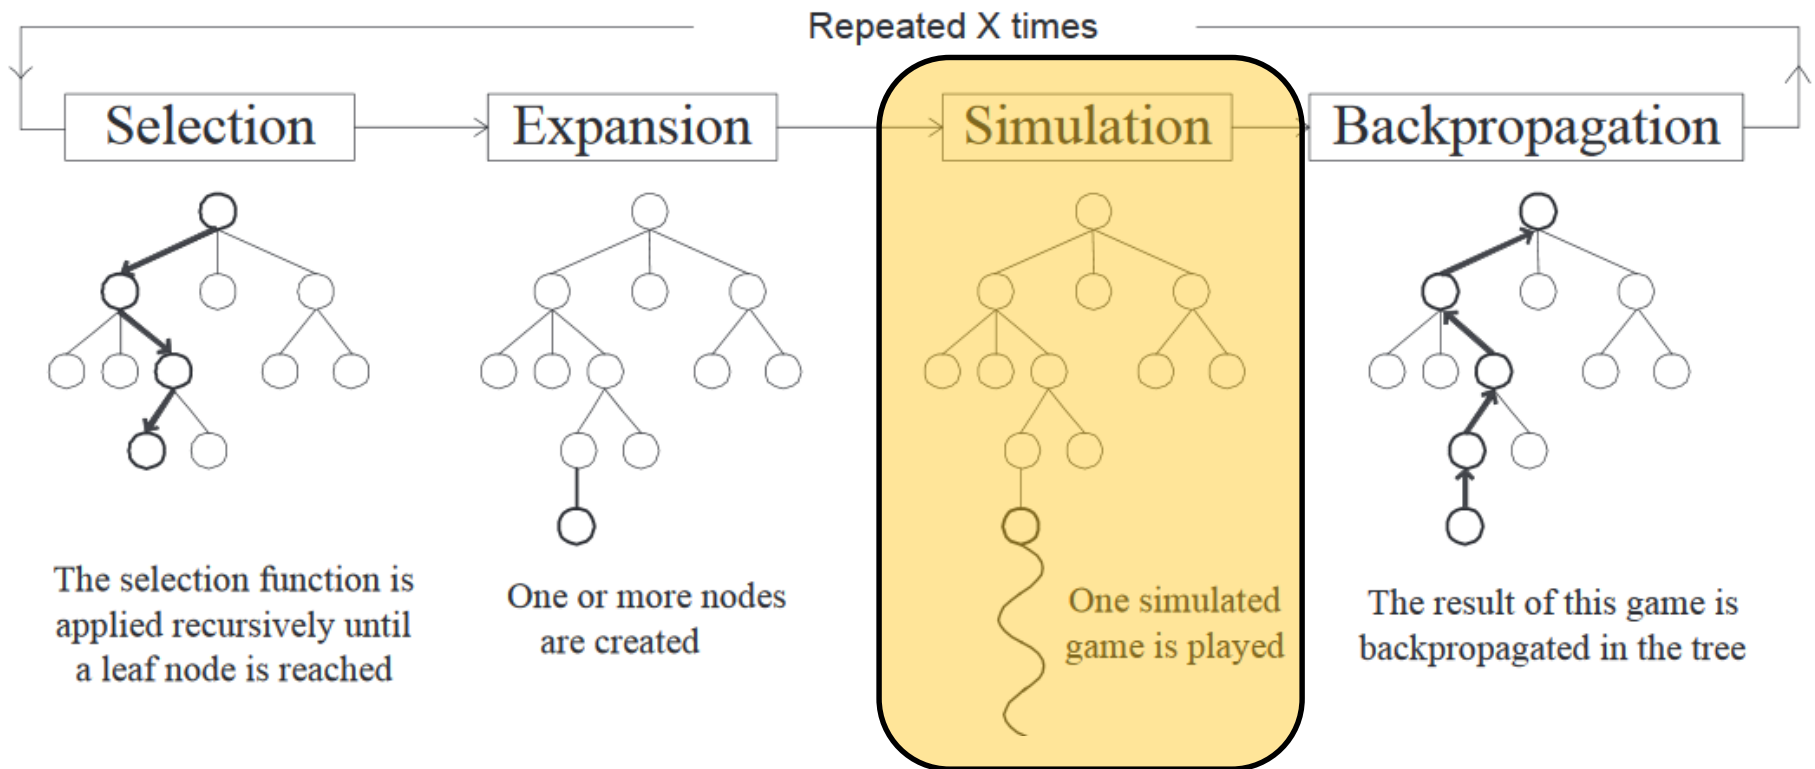 Repeated X times
Selection
Expansion
Simulation
Backpropagation
The selection function is
applied recursively until
a leaf node is reached
One or more nodes
are created
One simulated
game is played
The result of this game is
backpropagated in the tree